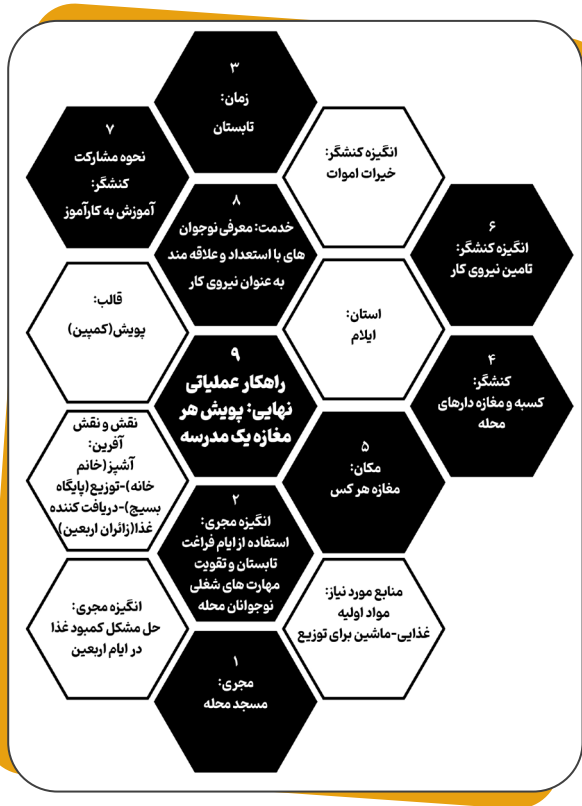 ۳
زمان:
تابستان
انگیزه کنشگر:
خیرات اموات
۷
نحوه مشارکت
کنشگر:
آموزش به کارآموز
۸
خدمت: معرفی نوجوان
های با استعداد و علاقه مند
به عنوان نیروی کار
۶
انگیزه کنشگر:
تامین نیروی کار
استان:
ایلام
قالب:
پویش(کمپین)
۹
راهکار عملیاتی
نهایی: پویش هر
مغازه یک مدرسه
۴
کنشگر:
کسبه و مغازه دارهای
محله
نقش و نقش
آفرین:
آشپز (خانم
خانه)-توزیع(پایگاه
بسیج)-دریافت کننده
غذا(زائران اربعین)
۵
مکان:
مغازه هر کس
۲
انگیزه مجری:
استفاده از ایام فراغت
تابستان و تقویت
مهارت های شغلی
نوجوانان محله
منابع مورد نیاز:
مواد اولیه
غذایی-ماشین برای توزیع
انگیزه مجری:
حل مشکل کمبود غذا
در ایام اربعین
۱
مجری:
مسجد محله